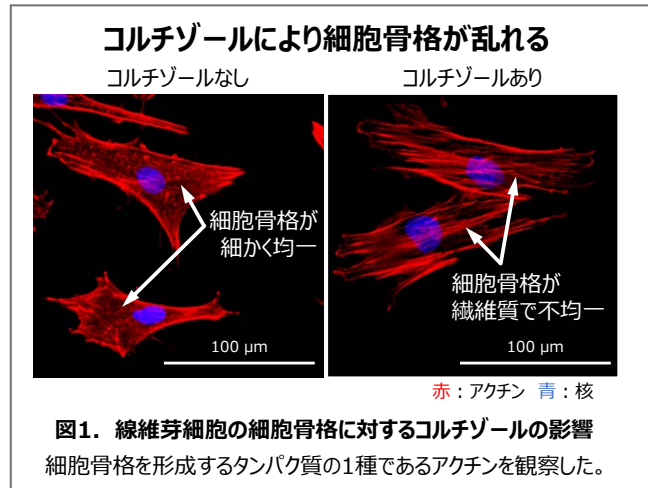 コルチゾールにより細胞骨格が乱れる
コルチゾールなし
コルチゾールあり
細胞骨格が
細かく均一
100 µm
細胞骨格が
繊維質で不均一
100 µm
赤：アクチン 青：核
図1. 線維芽細胞の細胞骨格に対するコルチゾールの影響
細胞骨格を形成するタンパク質の1種であるアクチンを観察した。